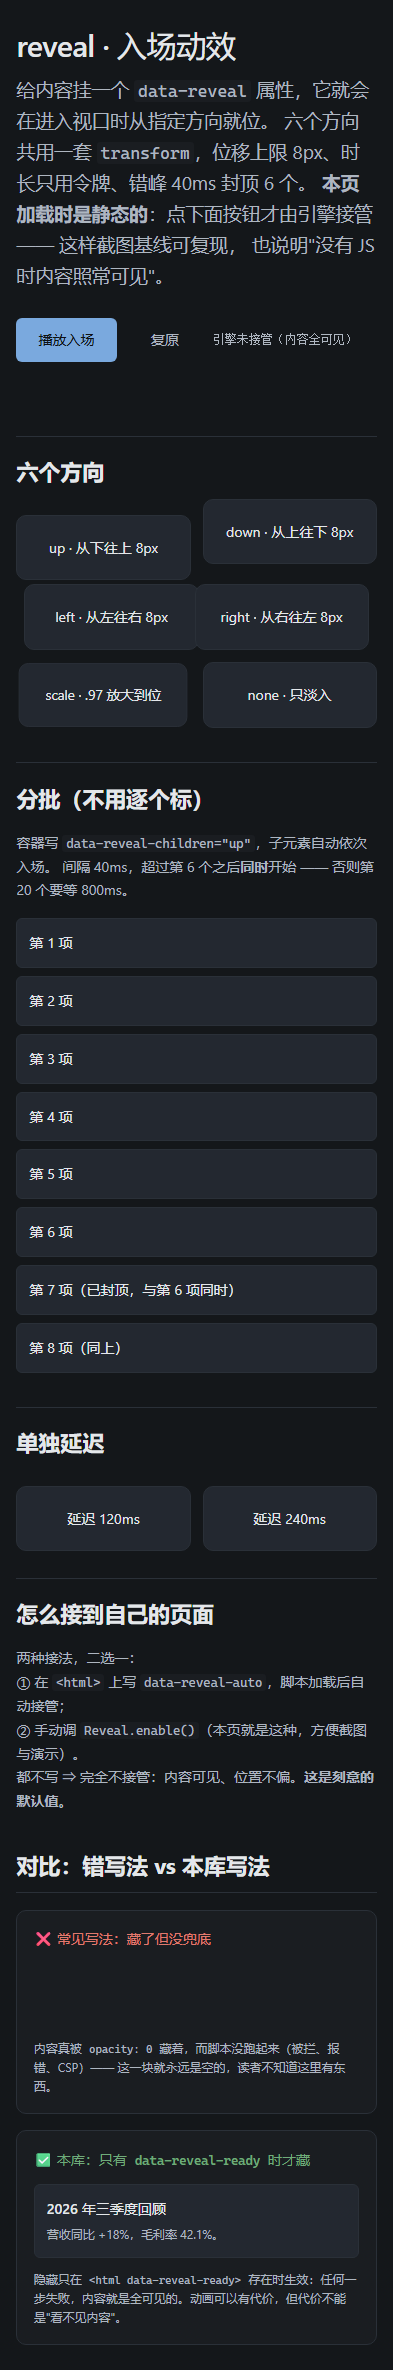 reveal · 入场动效
给内容挂一个 data-reveal 属性，它就会
在进入视口时从指定方向就位。 六个方向
共用一套 transform，位移上限 8px、时
长只用令牌、错峰 40ms 封顶 6 个。 本页
加载时是静态的：点下面按钮才由引擎接管
—— 这样截图基线可复现， 也说明"没有 JS
时内容照常可见"。
播放入场 复原 引擎未接管（内容全可见）
六个方向
up · 从下往上 8px
down · 从上往下 8px
left · 从左往右 8px
right · 从右往左 8px
scale · .97 放大到位
none · 只淡入
分批（不用逐个标）
容器写 data-reveal-children="up"，子元素自动依次
入场。 间隔 40ms，超过第 6 个之后同时开始 —— 否则第
20 个要等 800ms。
第 1 项
第 2 项
第 3 项
第 4 项
第 5 项
第 6 项
第 7 项（已封顶，与第 6 项同时）
第 8 项（同上）
单独延迟
延迟 120ms
延迟 240ms
怎么接到自己的页面
两种接法，二选一：
① 在 <html> 上写 data-reveal-auto，脚本加载后自
动接管；
② 手动调 Reveal.enable()（本页就是这种，方便截图
与演示）。
都不写 ⇒ 完全不接管：内容可见、位置不偏。这是刻意的
默认值。
对比：错写法 vs 本库写法
❌ 常见写法：藏了但没兜底
内容真被 opacity: 0 藏着，而脚本没跑起来（被拦、报
错、CSP）—— 这一块就永远是空的，读者不知道这里有东
西。
✅ 本库：只有 data-reveal-ready 时才藏
2026 年三季度回顾
营收同比 +18%，毛利率 42.1%。
隐藏只在 <html data-reveal-ready> 存在时生效：任何一
步失败，内容就是全可见的。动画可以有代价，但代价不能
是"看不见内容"。